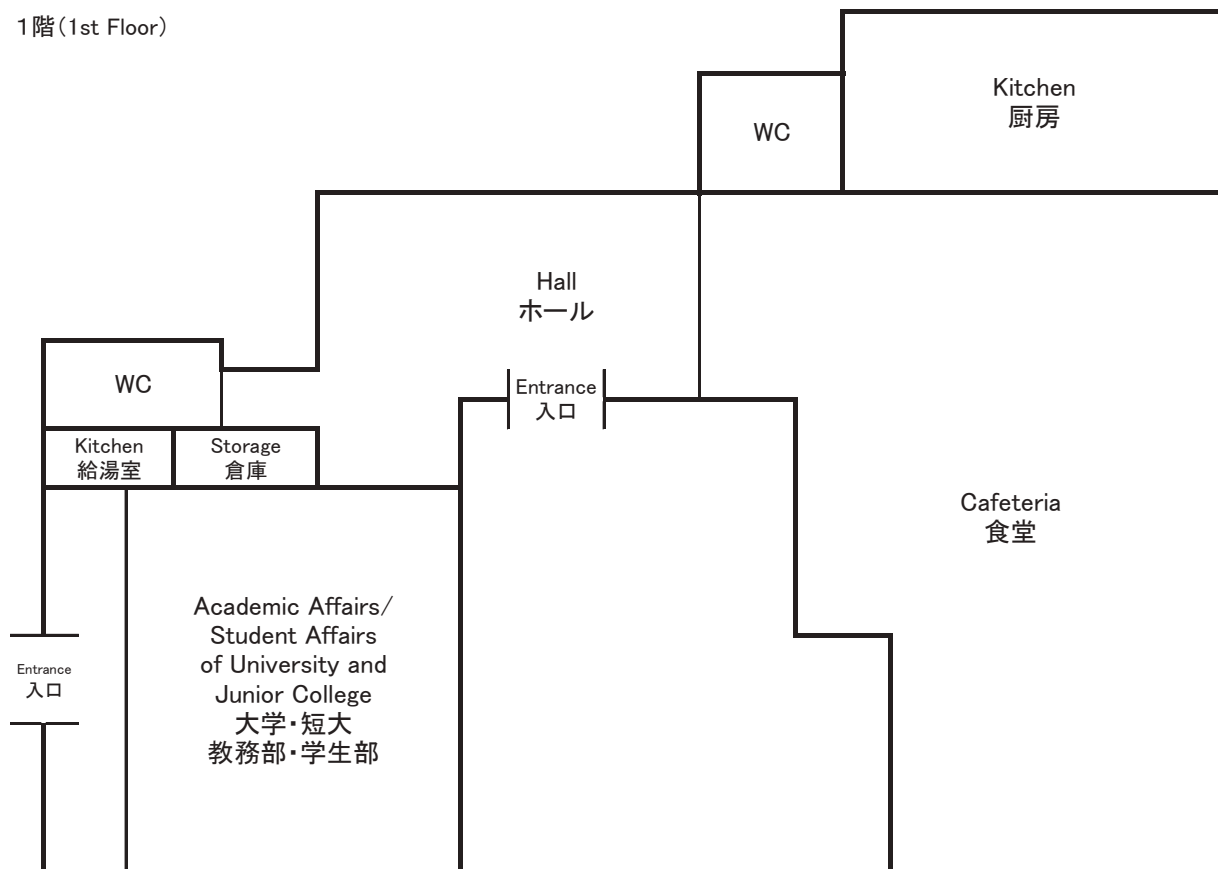 1階(1st Floor)
Kitchen
厨房
WC
Hall
ホール
Entrance
入口
WC
Kitchen
給湯室
Storage
倉庫
Cafeteria
食堂
Academic Affairs/
Student Affairs
of University and
Junior College
大学・短大
教務部・学生部
Entrance
入口